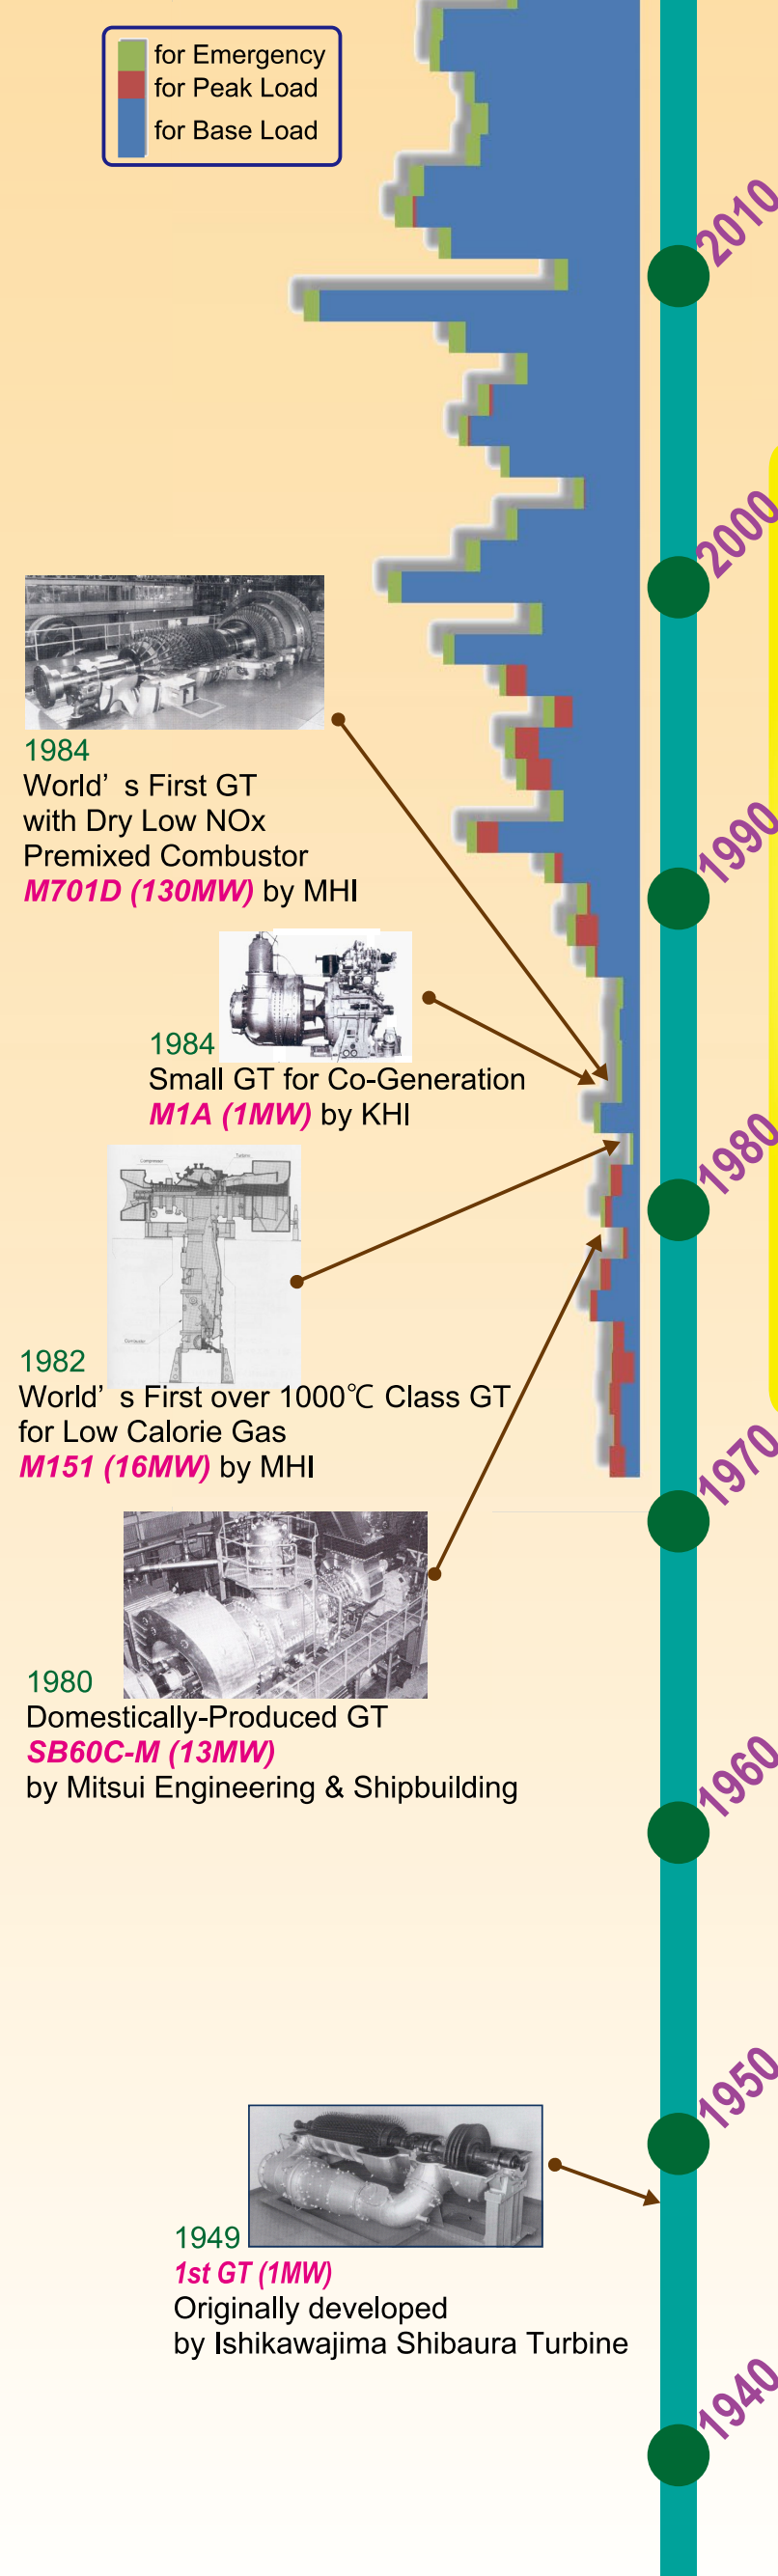 for Emergency
for Peak Load
for Base Load
2010
2000
1984
World’ s First GT
with Dry Low NOx
Premixed Combustor
M701D (130MW) by MHI
1990
1984
Small GT for Co-Generation
M1A (1MW) by KHI
1980
1982
World’ s First over 1000℃ Class GT
for Low Calorie Gas
M151 (16MW) by MHI
1970
1980
Domestically-Produced GT
SB60C-M (13MW)
by Mitsui Engineering & Shipbuilding
1960
1950
1949
1st GT (1MW)
Originally developed
by Ishikawajima Shibaura Turbine
1940